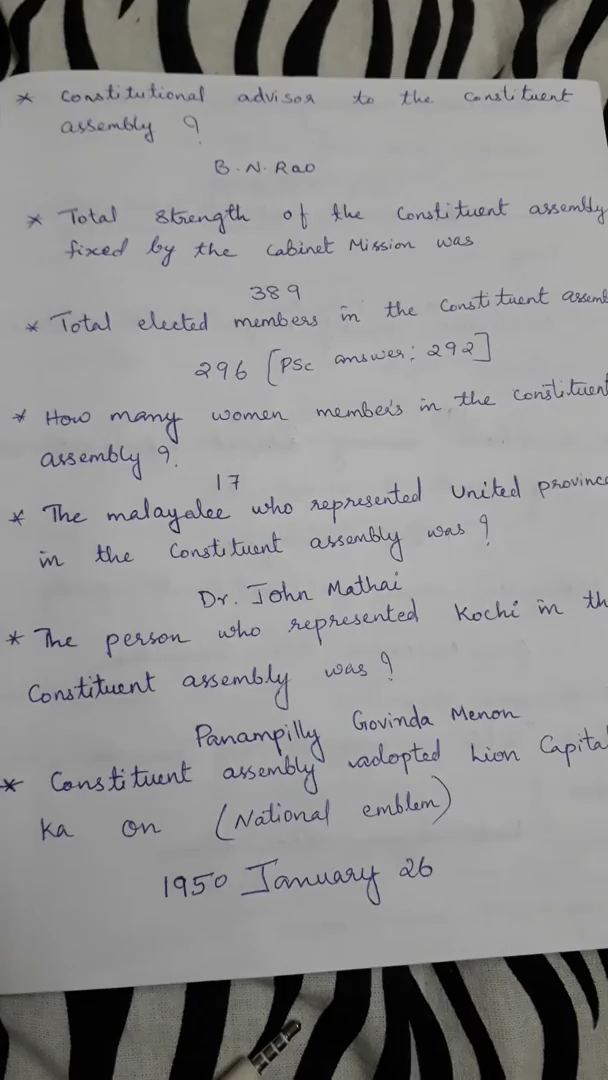 * Constitutional advisor to the constituent
assembly ?
B. N. Rao
* Total strength of the Constituent assembly
fixed by the Cabinet Mission was
389
* Total elected members in the Constituent assemb
296 [PSC answer: 292]
* How many women members in the constituent
assembly ?
17
* The malayalee who represented United province
in the Constituent assembly was ?
Dr. John Mathai
* The person who represented Kochi in th
Constituent assembly was ?
Panampilly Govinda Menon
* Constituent assembly adopted Lion Capital
ka on (National emblem)
1950 January 26